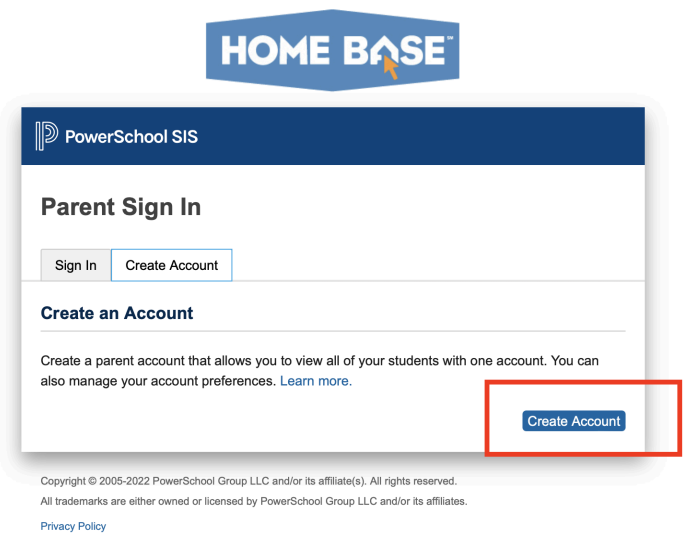 HOME BASE℠
PowerSchool SIS
Parent Sign In
Sign In
Create Account
Create an Account
Create a parent account that allows you to view all of your students with one account. You can
also manage your account preferences. Learn more.
Create Account
Copyright © 2005-2022 PowerSchool Group LLC and/or its affiliate(s). All rights reserved.
All trademarks are either owned or licensed by PowerSchool Group LLC and/or its affiliates.
Privacy Policy